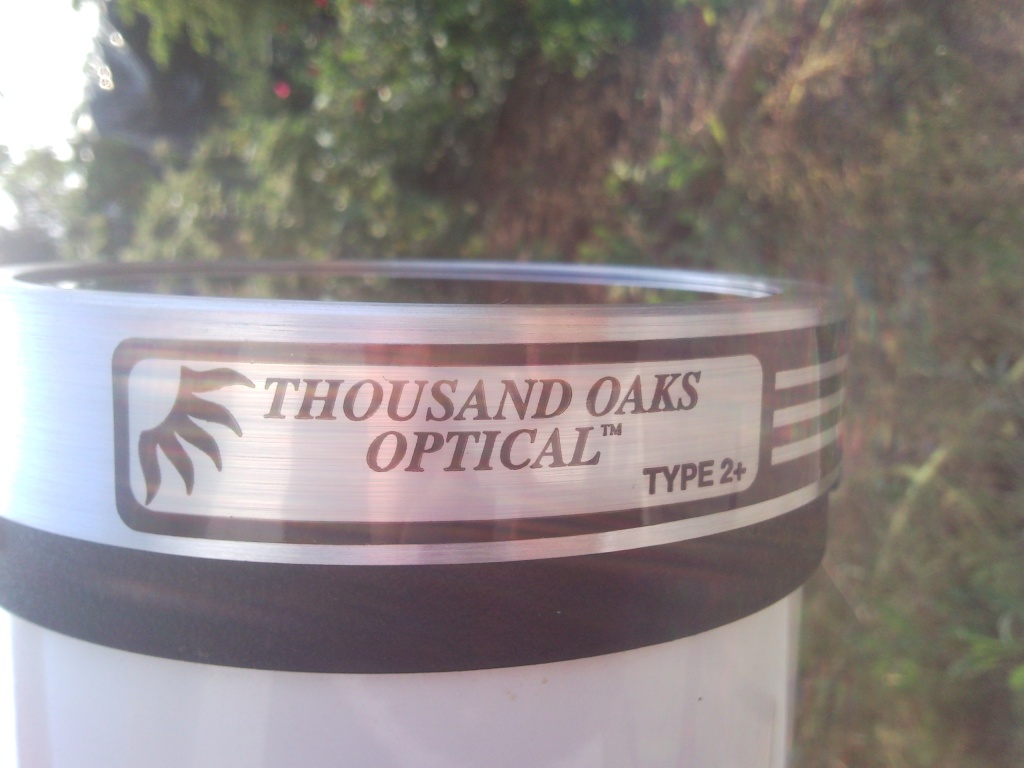 THOUSAND OAKS
OPTICAL™
TYPE 2+